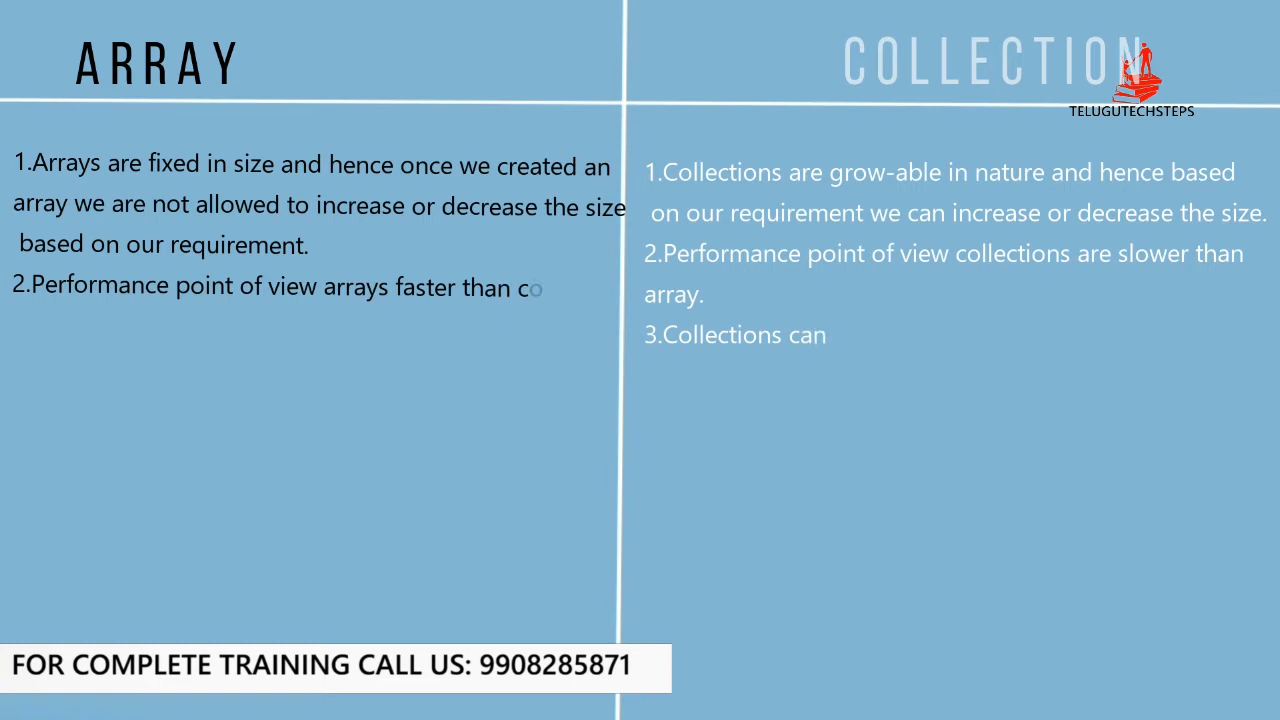 ARRAY
COLLECTION
TELUGUTECHSTEPS
1.Arrays are fixed in size and hence once we created an
array we are not allowed to increase or decrease the size
based on our requirement.
2.Performance point of view arrays faster than co
1.Collections are grow-able in nature and hence based
on our requirement we can increase or decrease the size.
2.Performance point of view collections are slower than
array.
3.Collections can
FOR COMPLETE TRAINING CALL US: 9908285871